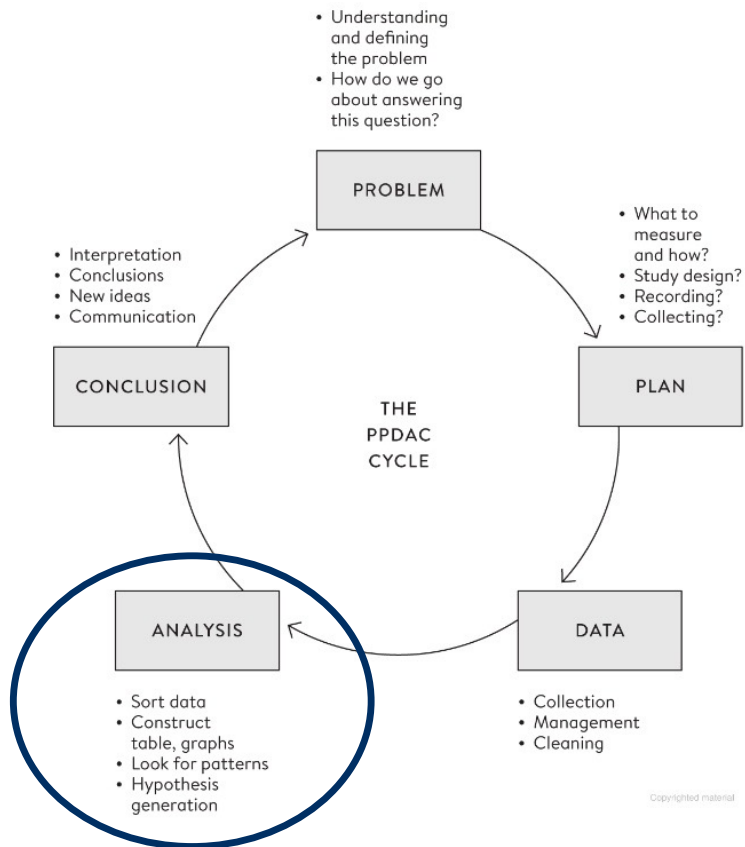 • Understanding
and defining
the problem
• How do we go
about answering
this question?
PROBLEM
• What to
measure
and how?
• Study design?
• Recording?
• Collecting?
PLAN
• Interpretation
• Conclusions
• New ideas
• Communication
CONCLUSION
THE
PPDAC
CYCLE
ANALYSIS
• Sort data
• Construct
table, graphs
• Look for patterns
• Hypothesis
generation
DATA
• Collection
• Management
• Cleaning
Copyrighted material